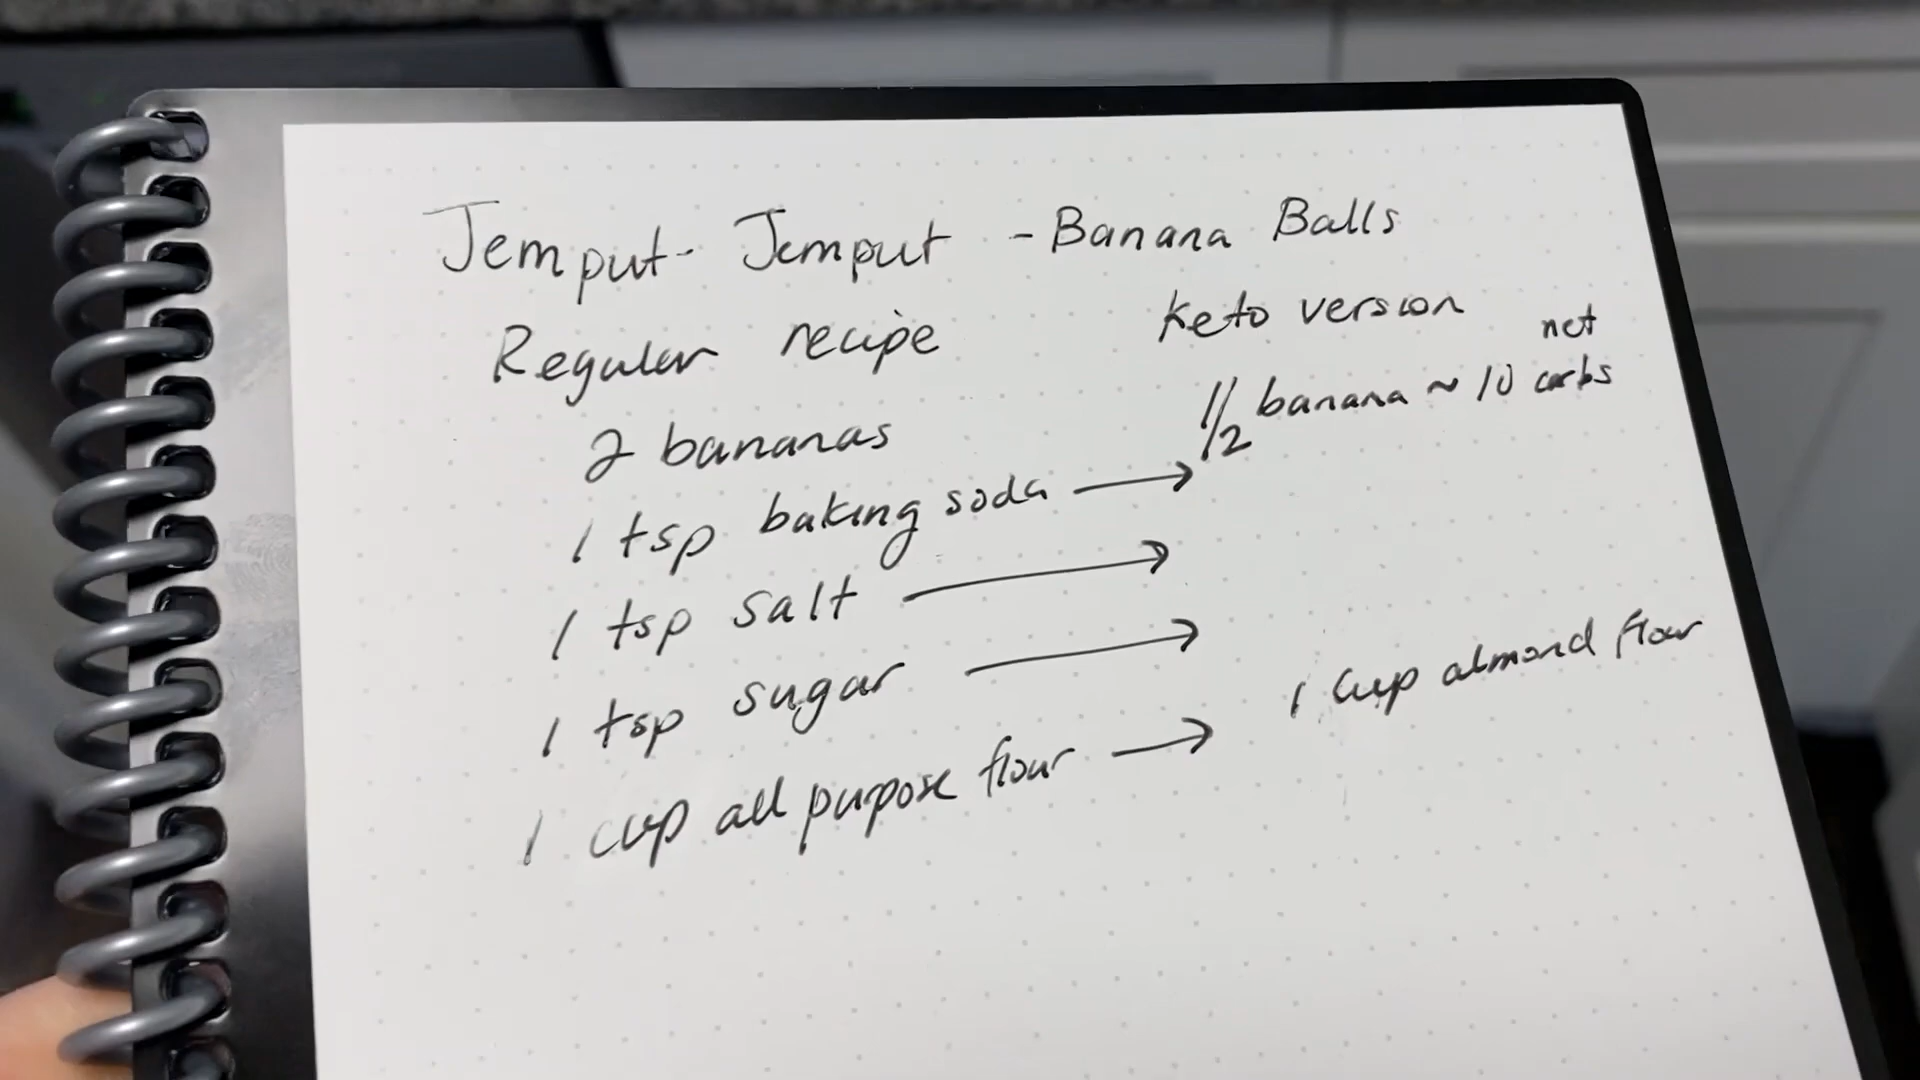 Jemput-Jemput - Banana Balls
Regular recipe
keto version
2 bananas
1/2 banana ~ 10 net carbs
1 tsp baking soda →
1 tsp salt →
1 tsp sugar →
1 cup all purpose flour → 1 cup almond flour